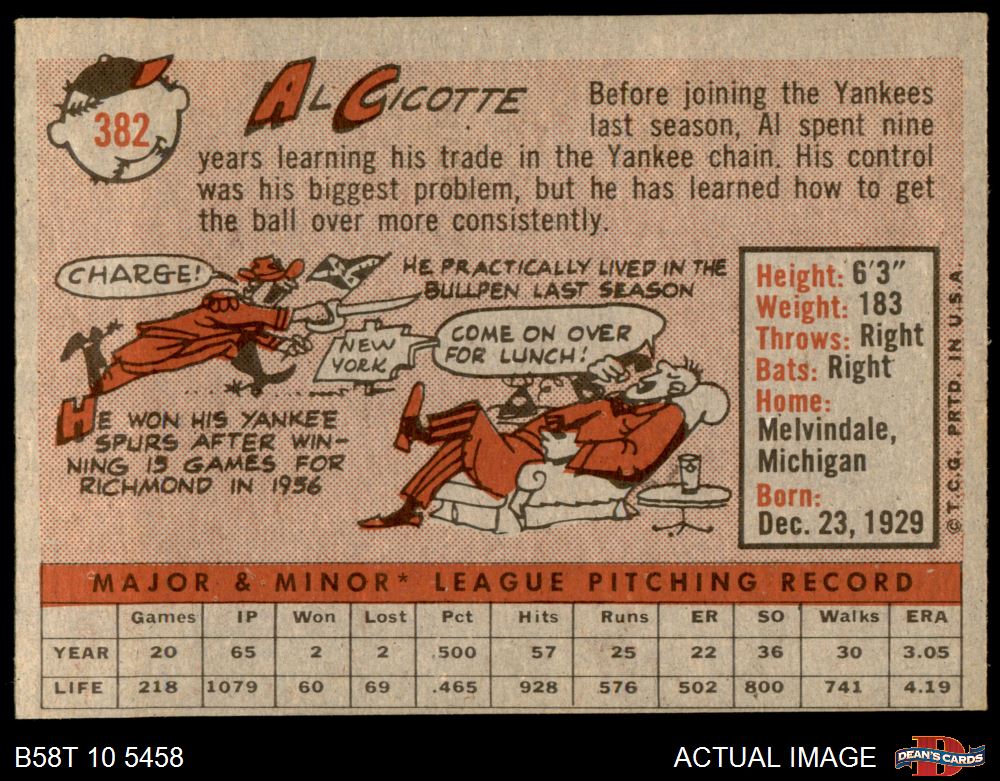 382
AL CICOTTE
Before joining the Yankees
last season, Al spent nine
years learning his trade in the Yankee chain. His control
was his biggest problem, but he has learned how to get
the ball over more consistently.
CHARGE!
NEW
YORK
HE WON HIS YANKEE
SPURS AFTER WIN-
NING 15 GAMES FOR
RICHMOND IN 1956
HE PRACTICALLY LIVED IN THE
BULLPEN LAST SEASON
COME ON OVER
FOR LUNCH!
Height: 6'3"
Weight: 183
Throws: Right
Bats: Right
Home:
Melvindale,
Michigan
Born:
Dec. 23, 1929
© T.C.G. PRTD. IN U.S.A.
MAJOR & MINOR* LEAGUE PITCHING RECORD
Games IP Won Lost Pct Hits Runs ER SO Walks ERA
YEAR 20 65 2 2 .500 57 25 22 36 30 3.05
LIFE 218 1079 60 69 .465 928 576 502 800 741 4.19
B58T 10 5458
ACTUAL IMAGE
D
DEAN'S CARDS